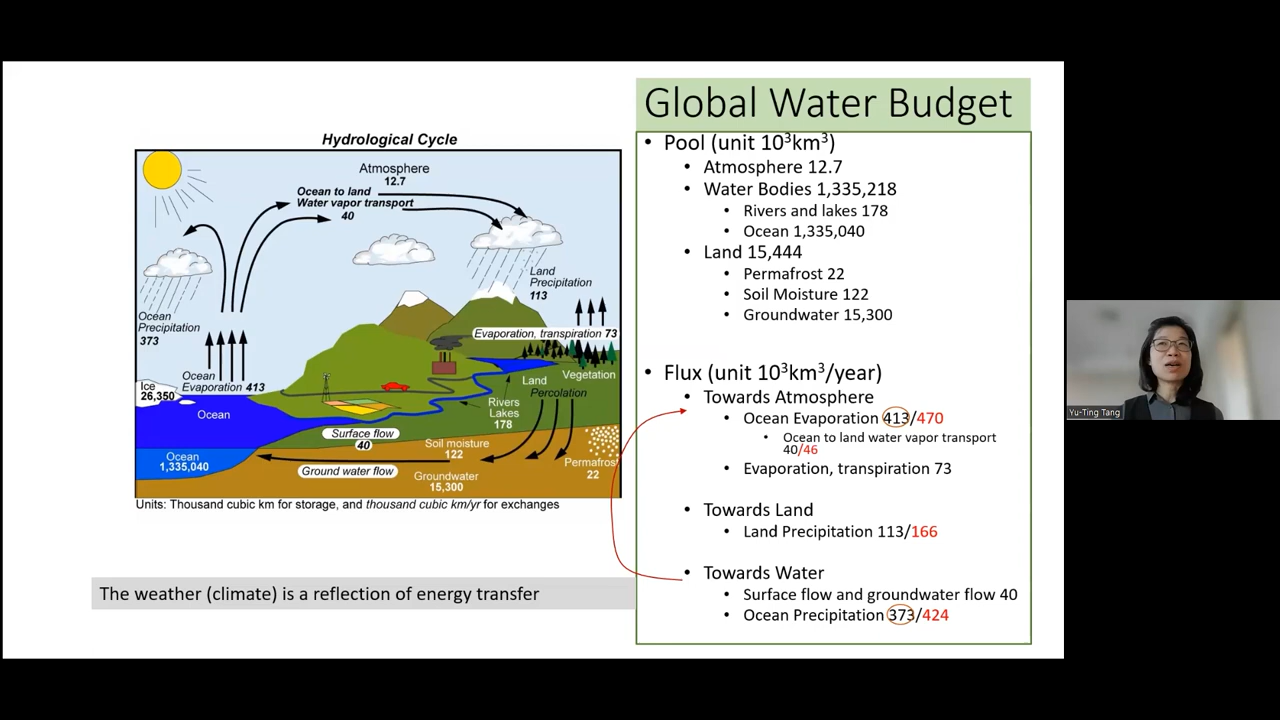 Global Water Budget
Hydrological Cycle
Atmosphere
12.7
Ocean to land
Water vapor transport
40
Land
Precipitation
113
Ocean
Precipitation
373
Evaporation, transpiration 73
Ice
26,350
Ocean
Evaporation 413
Ocean
Land
Vegetation
Percolation
Rivers
Lakes
178
Surface flow
40
Soil moisture
122
Ocean
1,335,040
Ground water flow
Groundwater
15,300
Permafrost
22
Units: Thousand cubic km for storage, and thousand cubic km/yr for exchanges
The weather (climate) is a reflection of energy transfer
• Pool (unit 10³km³)
• Atmosphere 12.7
• Water Bodies 1,335,218
• Rivers and lakes 178
• Ocean 1,335,040
• Land 15,444
• Permafrost 22
• Soil Moisture 122
• Groundwater 15,300
• Flux (unit 10³km³/year)
• Towards Atmosphere
• Ocean Evaporation 413/470
• Ocean to land water vapor transport
40/46
• Evaporation, transpiration 73
• Towards Land
• Land Precipitation 113/166
• Towards Water
• Surface flow and groundwater flow 40
• Ocean Precipitation 373/424
Yu-Ting Tang